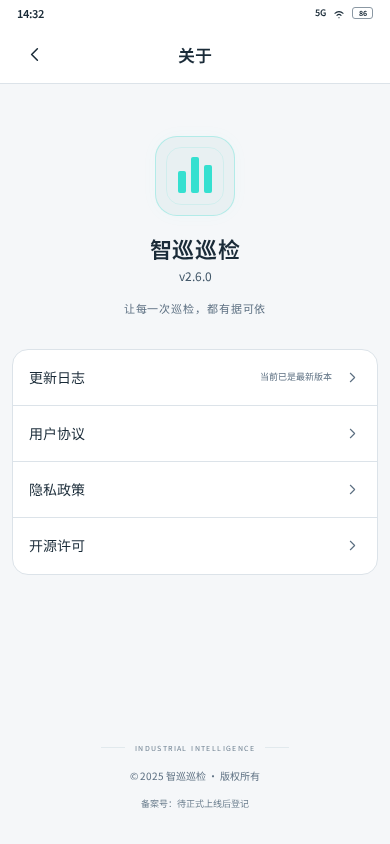 14:32
5G
86
关于
智巡巡检
v2.6.0
让每一次巡检，都有据可依
更新日志
当前已是最新版本
用户协议
隐私政策
开源许可
INDUSTRIAL INTELLIGENCE
© 2025 智巡巡检 · 版权所有
备案号：待正式上线后登记